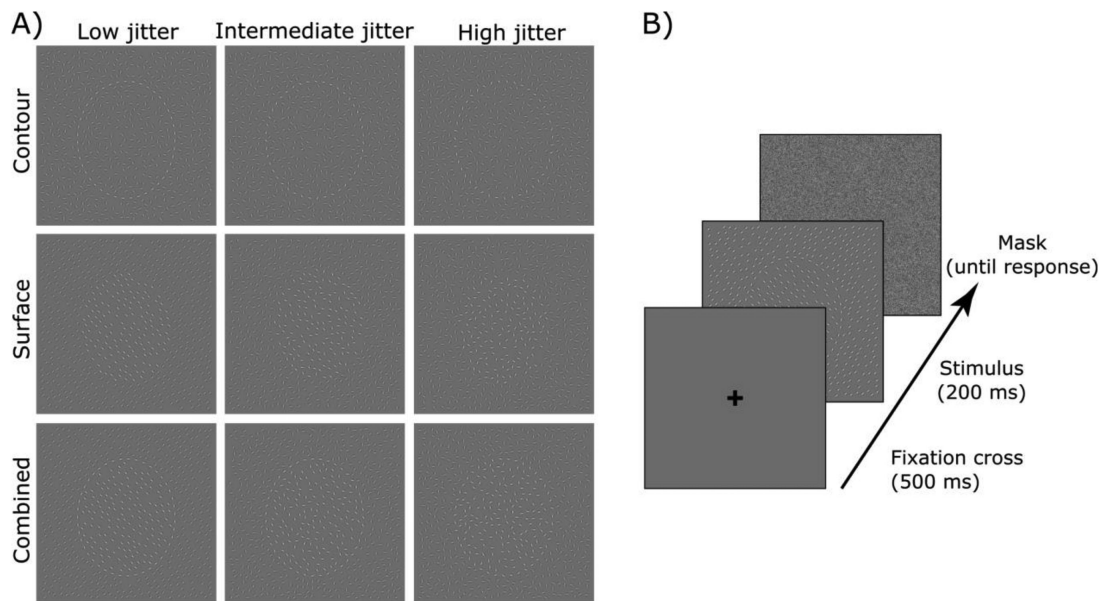 A)
Low jitter
Intermediate jitter
High jitter
Contour
Surface
Combined
B)
Mask
(until response)
Stimulus
(200 ms)
Fixation cross
(500 ms)